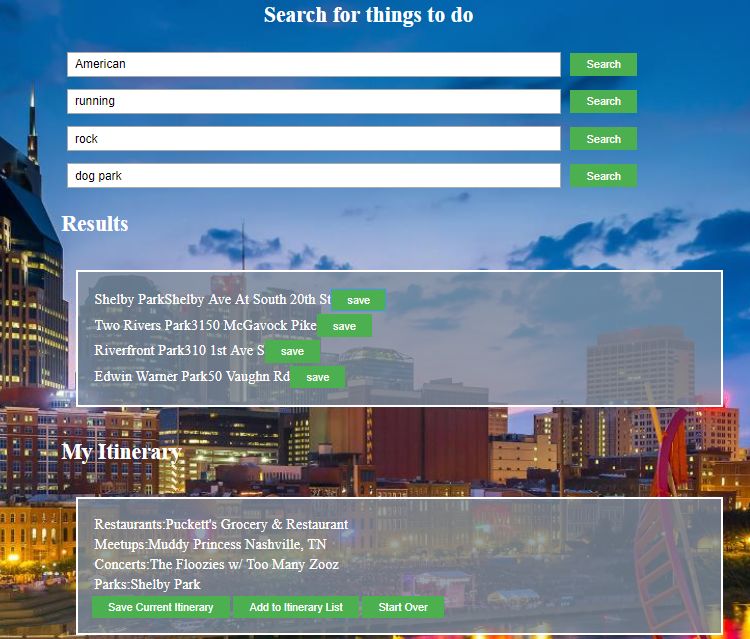 Search for things to do
American Search
running Search
rock Search
dog park Search
Results
Shelby ParkShelby Ave At South 20th St save
Two Rivers Park3150 McGavock Pike save
Riverfront Park310 1st Ave S save
Edwin Warner Park50 Vaughn Rd save
My Itinerary
Restaurants:Puckett's Grocery & Restaurant
Meetups:Muddy Princess Nashville, TN
Concerts:The Floozies w/ Too Many Zooz
Parks:Shelby Park
Save Current Itinerary Add to Itinerary List Start Over